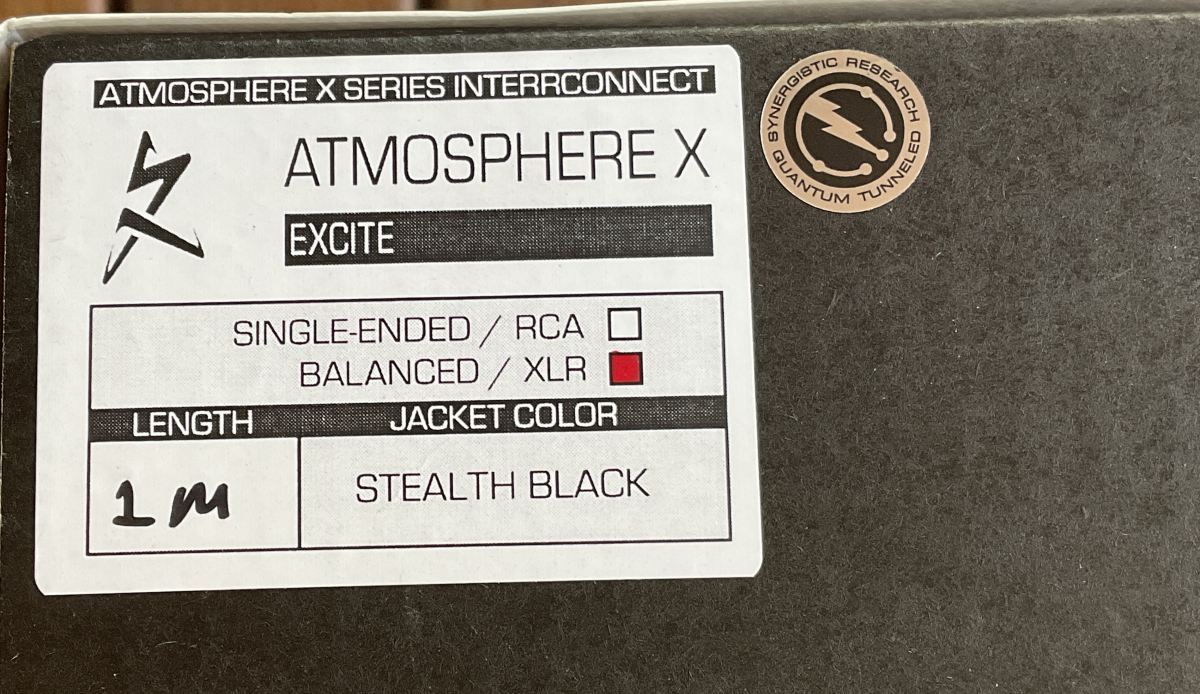 ATMOSPHERE X SERIES INTERRCONNECT
ATMOSPHERE X
EXCITE
SINGLE-ENDED / RCA
BALANCED / XLR
LENGTH
JACKET COLOR
1 m
STEALTH BLACK
SYNERGISTIC RESEARCH
QUANTUM TUNNELED